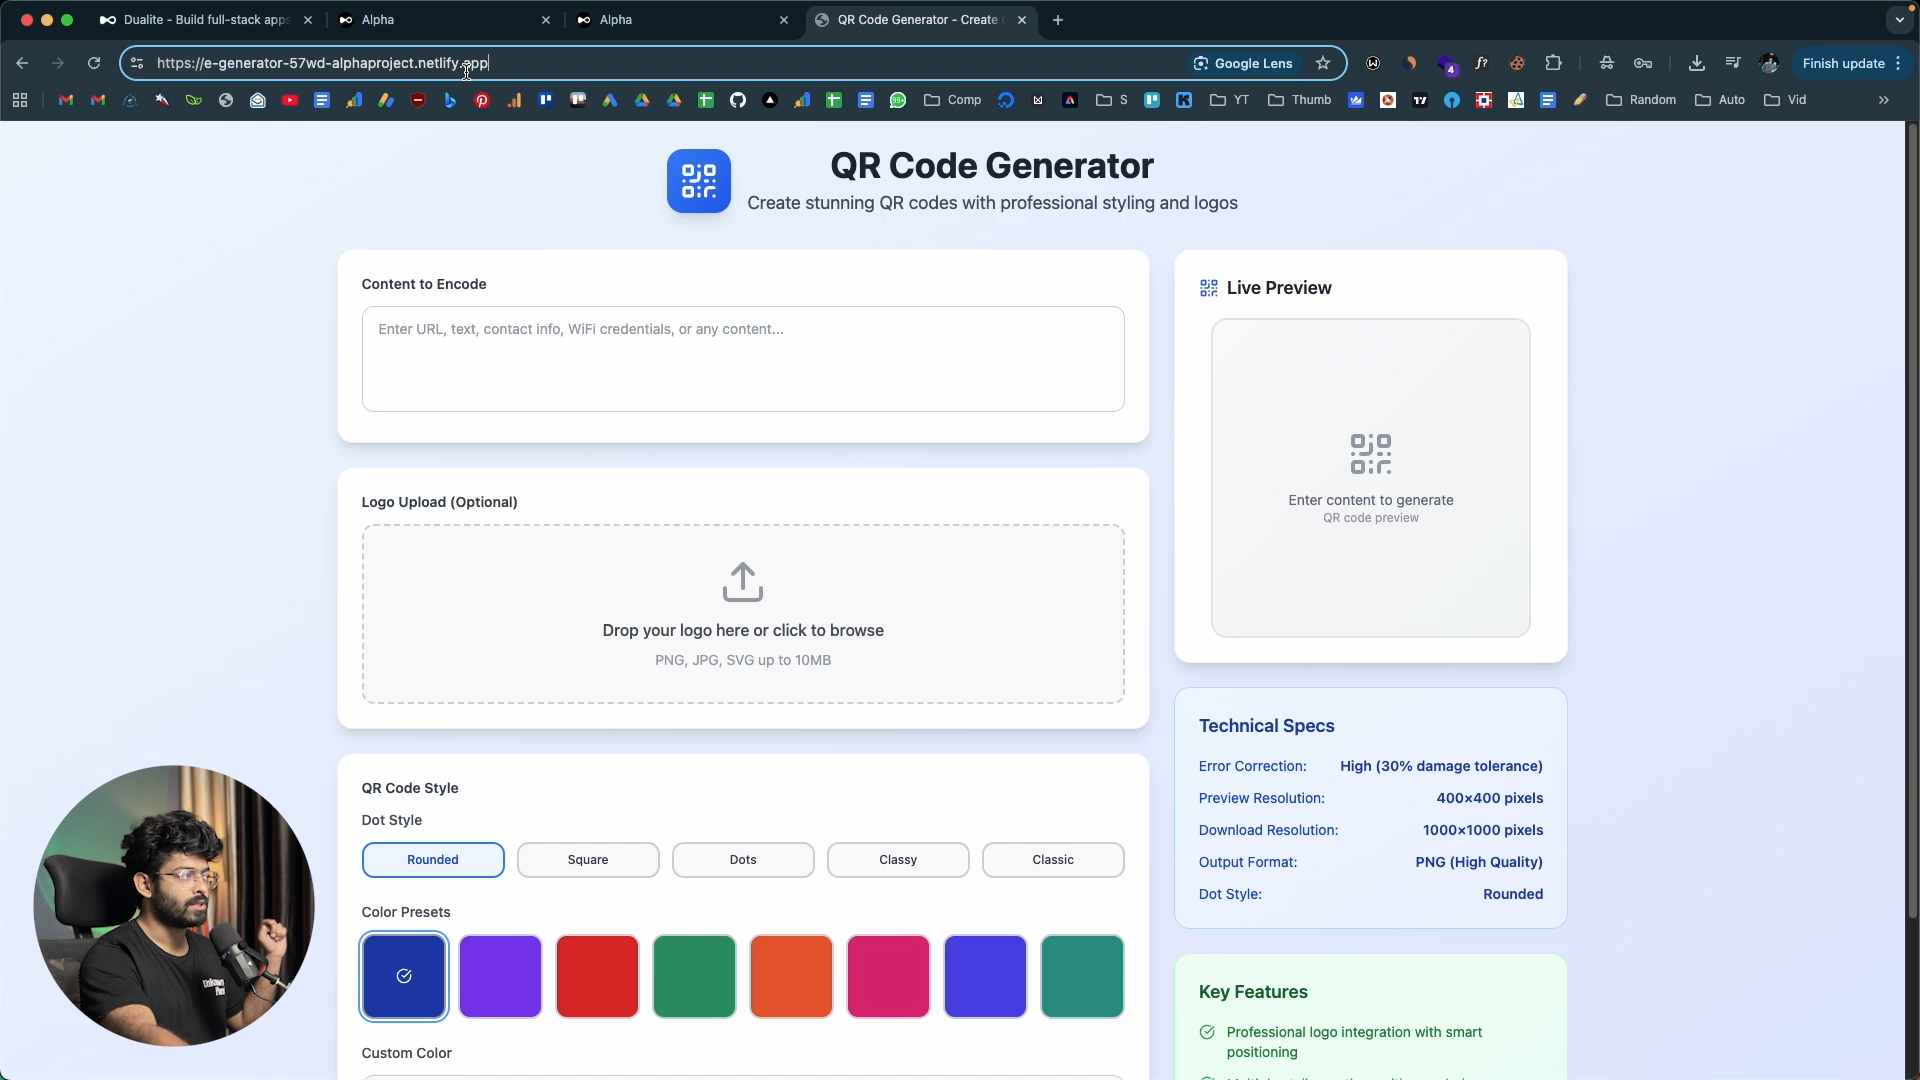 Dualite - Build full-stack apps
Alpha
Alpha
QR Code Generator - Create
https://e-generator-57wd-alphaproject.netlify.app
Google Lens
Finish update
Comp
S
YT
Thumb
Random
Auto
Vid
QR Code Generator
Create stunning QR codes with professional styling and logos
Content to Encode
Enter URL, text, contact info, WiFi credentials, or any content...
Logo Upload (Optional)
Drop your logo here or click to browse
PNG, JPG, SVG up to 10MB
QR Code Style
Dot Style
Rounded
Square
Dots
Classy
Classic
Color Presets
Custom Color
Live Preview
Enter content to generate
QR code preview
Technical Specs
Error Correction: High (30% damage tolerance)
Preview Resolution: 400×400 pixels
Download Resolution: 1000×1000 pixels
Output Format: PNG (High Quality)
Dot Style: Rounded
Key Features
Professional logo integration with smart
positioning